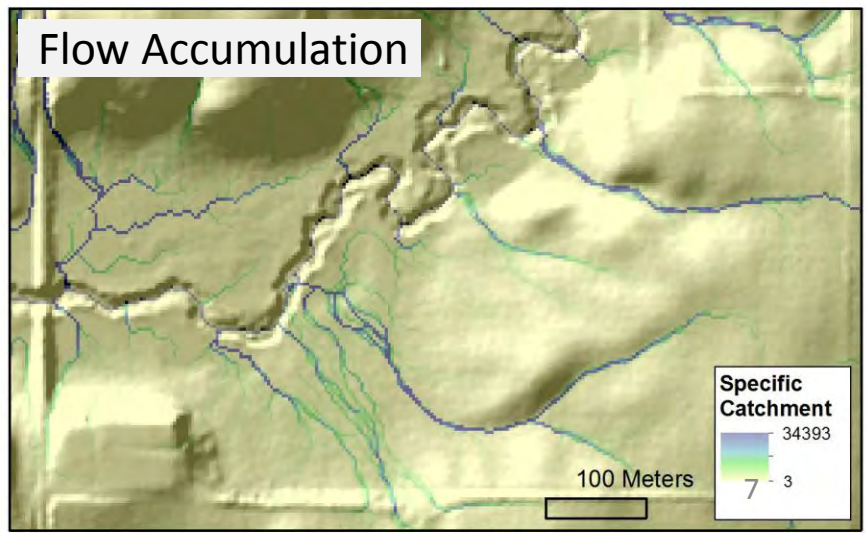 Flow Accumulation
100 Meters
Specific
Catchment
34393
3
7